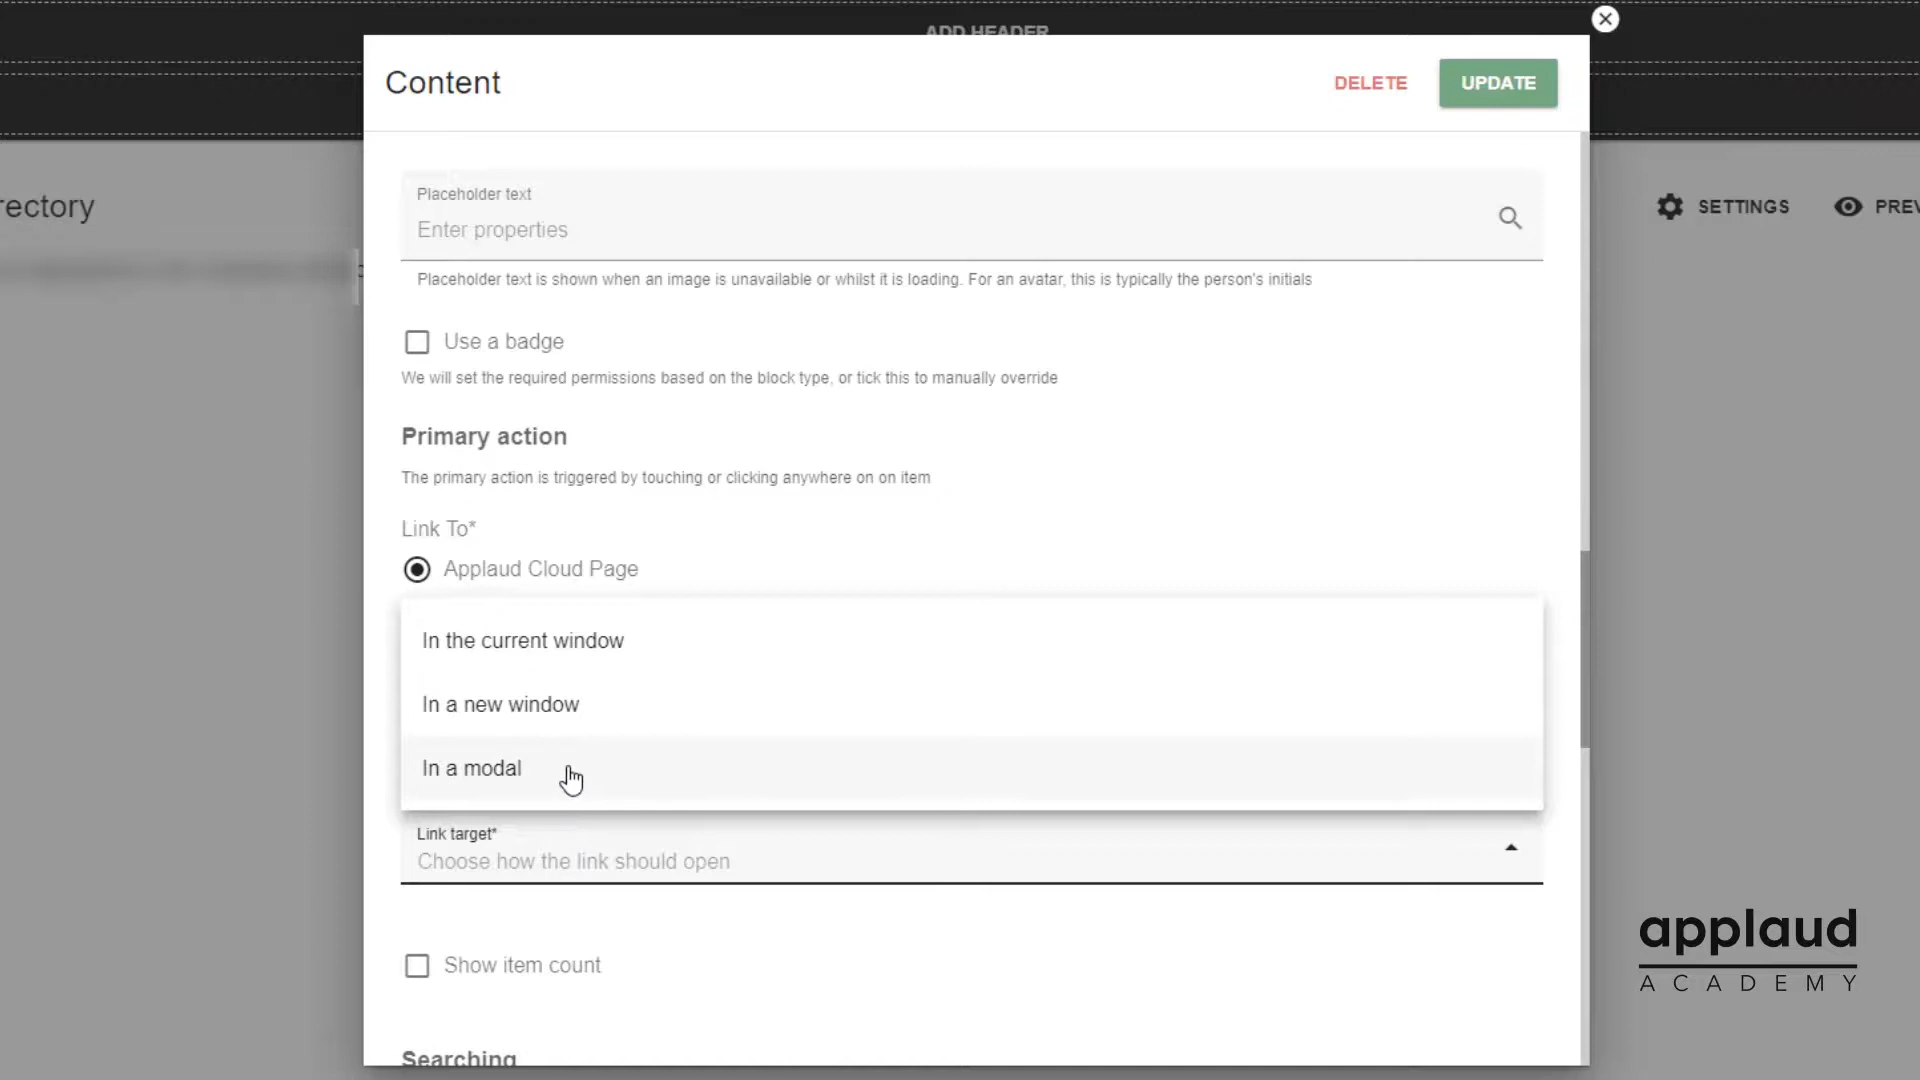 ADD HEADER
Content
DELETE
UPDATE
rectory
SETTINGS
PREV
Placeholder text
Enter properties
Placeholder text is shown when an image is unavailable or whilst it is loading. For an avatar, this is typically the person's initials
Use a badge
We will set the required permissions based on the block type, or tick this to manually override
Primary action
The primary action is triggered by touching or clicking anywhere on on item
Link To*
Applaud Cloud Page
In the current window
In a new window
In a modal
Link target*
Choose how the link should open
Show item count
Searching
applaud
ACADEMY